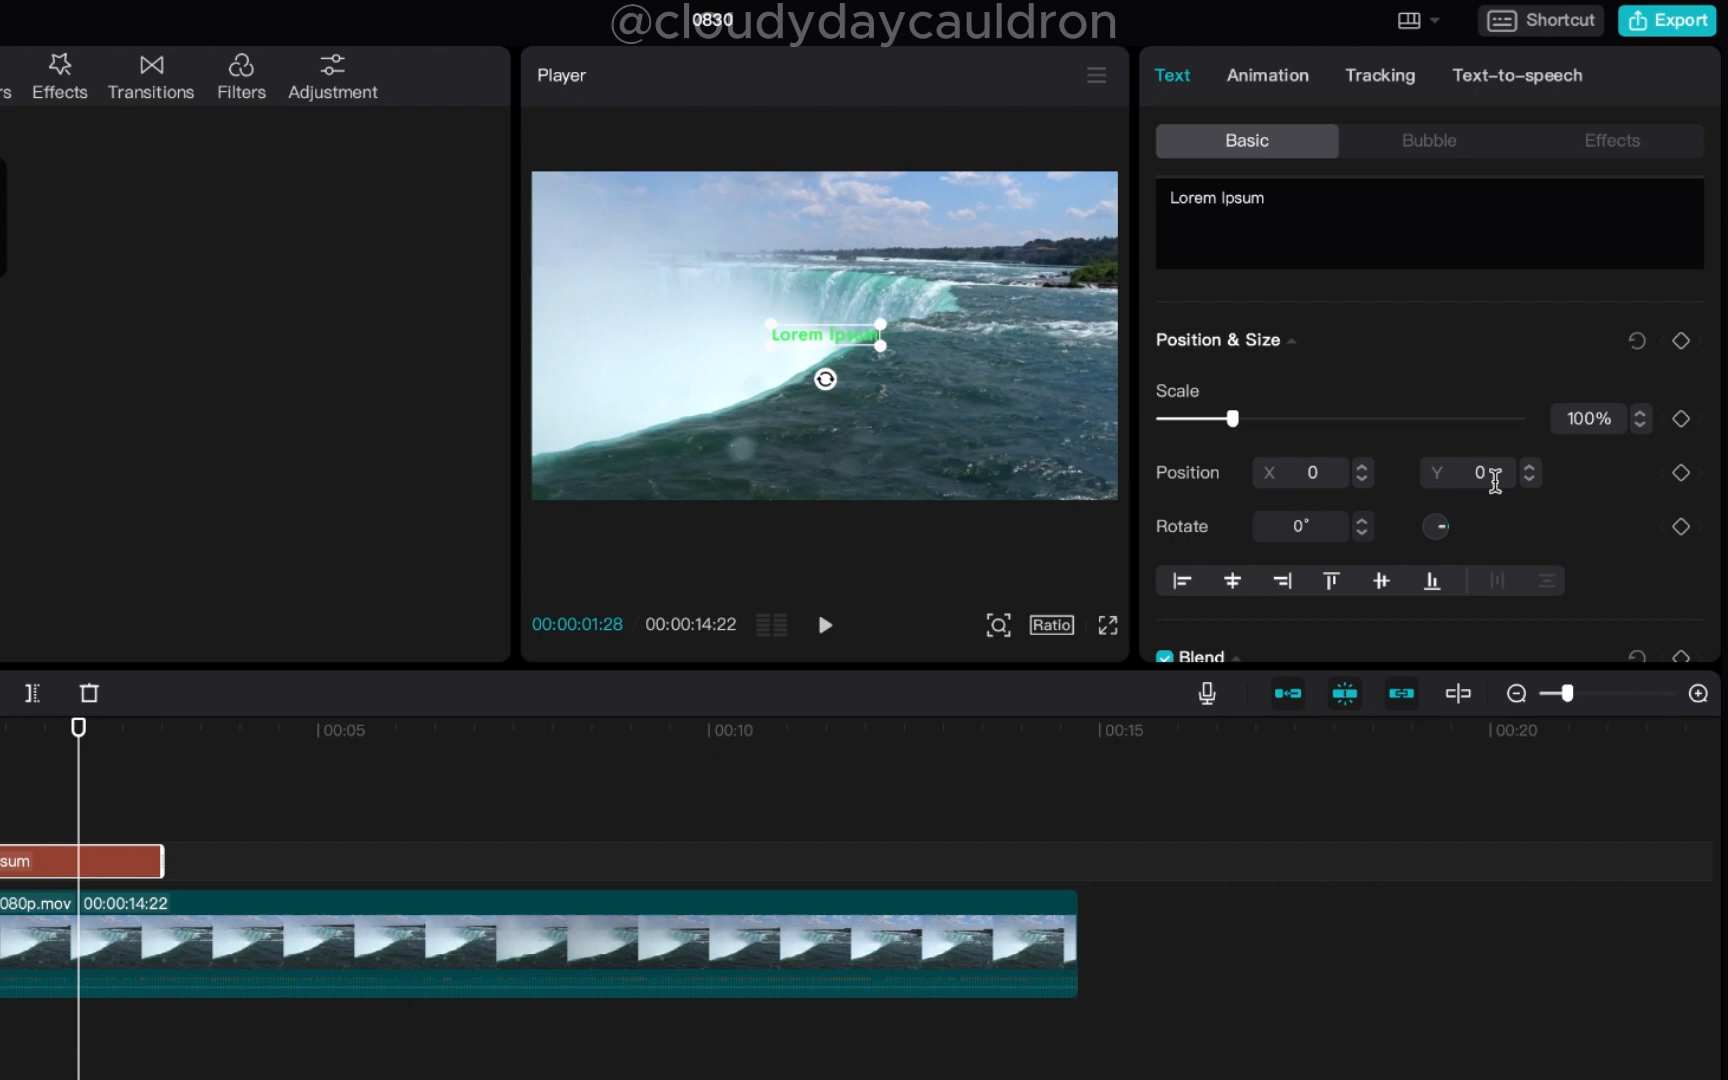 0830
@cloudydaycauldron
Shortcut
Export
Effects
Transitions
Filters
Adjustment
Player
Text
Animation
Tracking
Text-to-speech
Basic
Bubble
Effects
Lorem Ipsum
Lorem Ipsum
Position & Size
Scale
100%
Position
X 0
Y 0
Rotate
0°
00:00:01:28 / 00:00:14:22
Ratio
Blend
00:05
00:10
00:15
00:20
sum
080p.mov 00:00:14:22